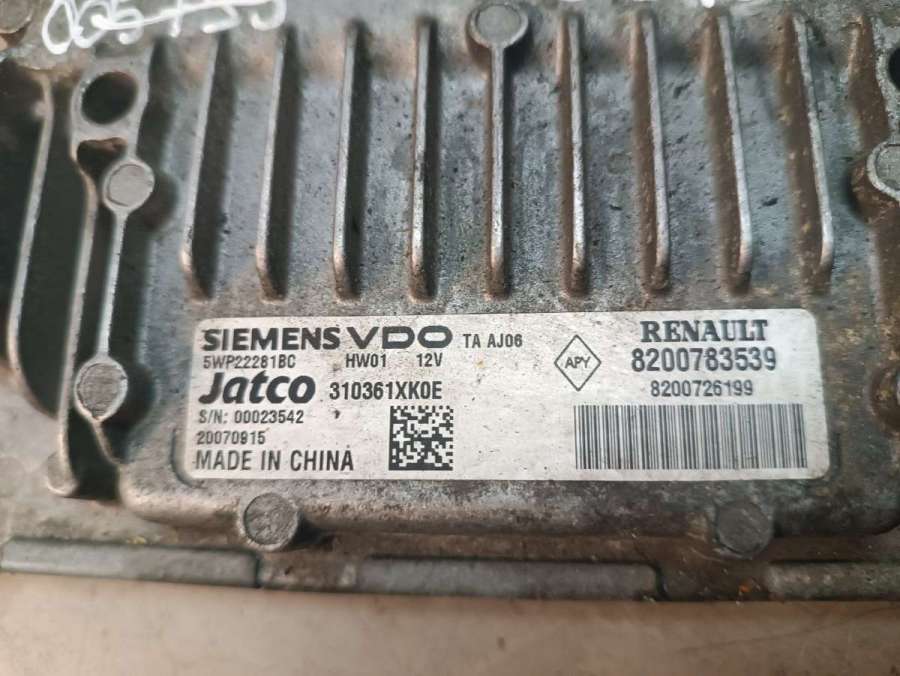 SIEMENS VDO TA AJ06
5WP22281BC HW01 12V
Jatco 310361XK0E
S/N: 00023542
20070915
MADE IN CHINA
APY
RENAULT
8200783539
8200726199